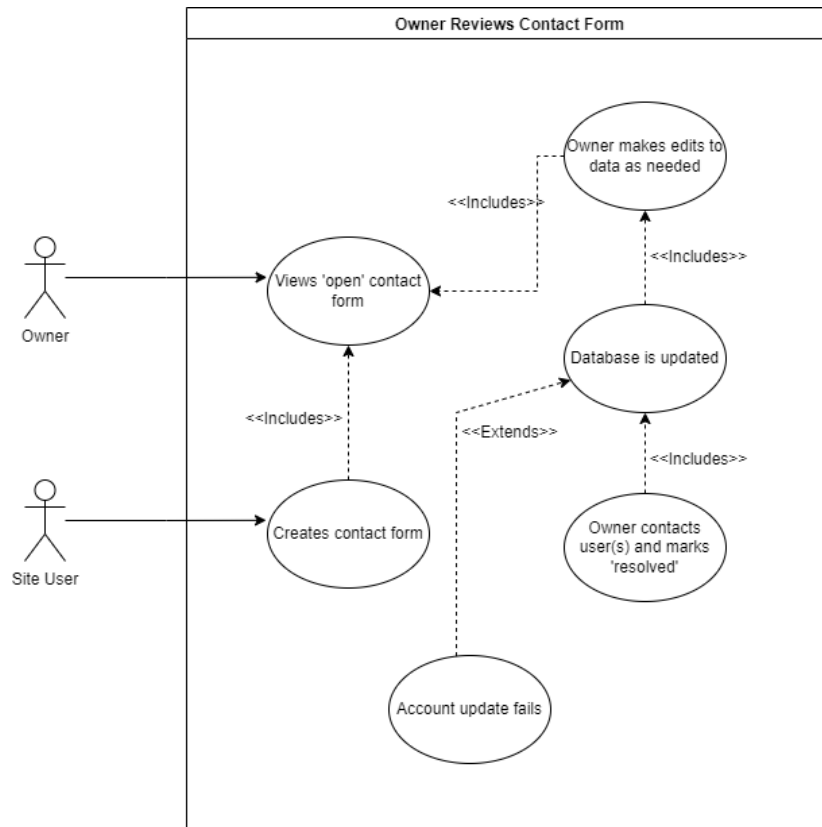 Owner Reviews Contact Form
Owner makes edits to
data as needed
<<Includes>>
Views 'open' contact
form
<<Includes>>
Owner
Database is updated
<<Includes>>
<<Extends>>
<<Includes>>
Creates contact form
Owner contacts
user(s) and marks
'resolved'
Site User
Account update fails